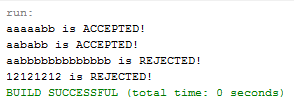 run:
aaaaabb is ACCEPTED!
aababb is ACCEPTED!
aabbbbbbbbbbbbb is REJECTED!
12121212 is REJECTED!
BUILD SUCCESSFUL (total time: 0 seconds)